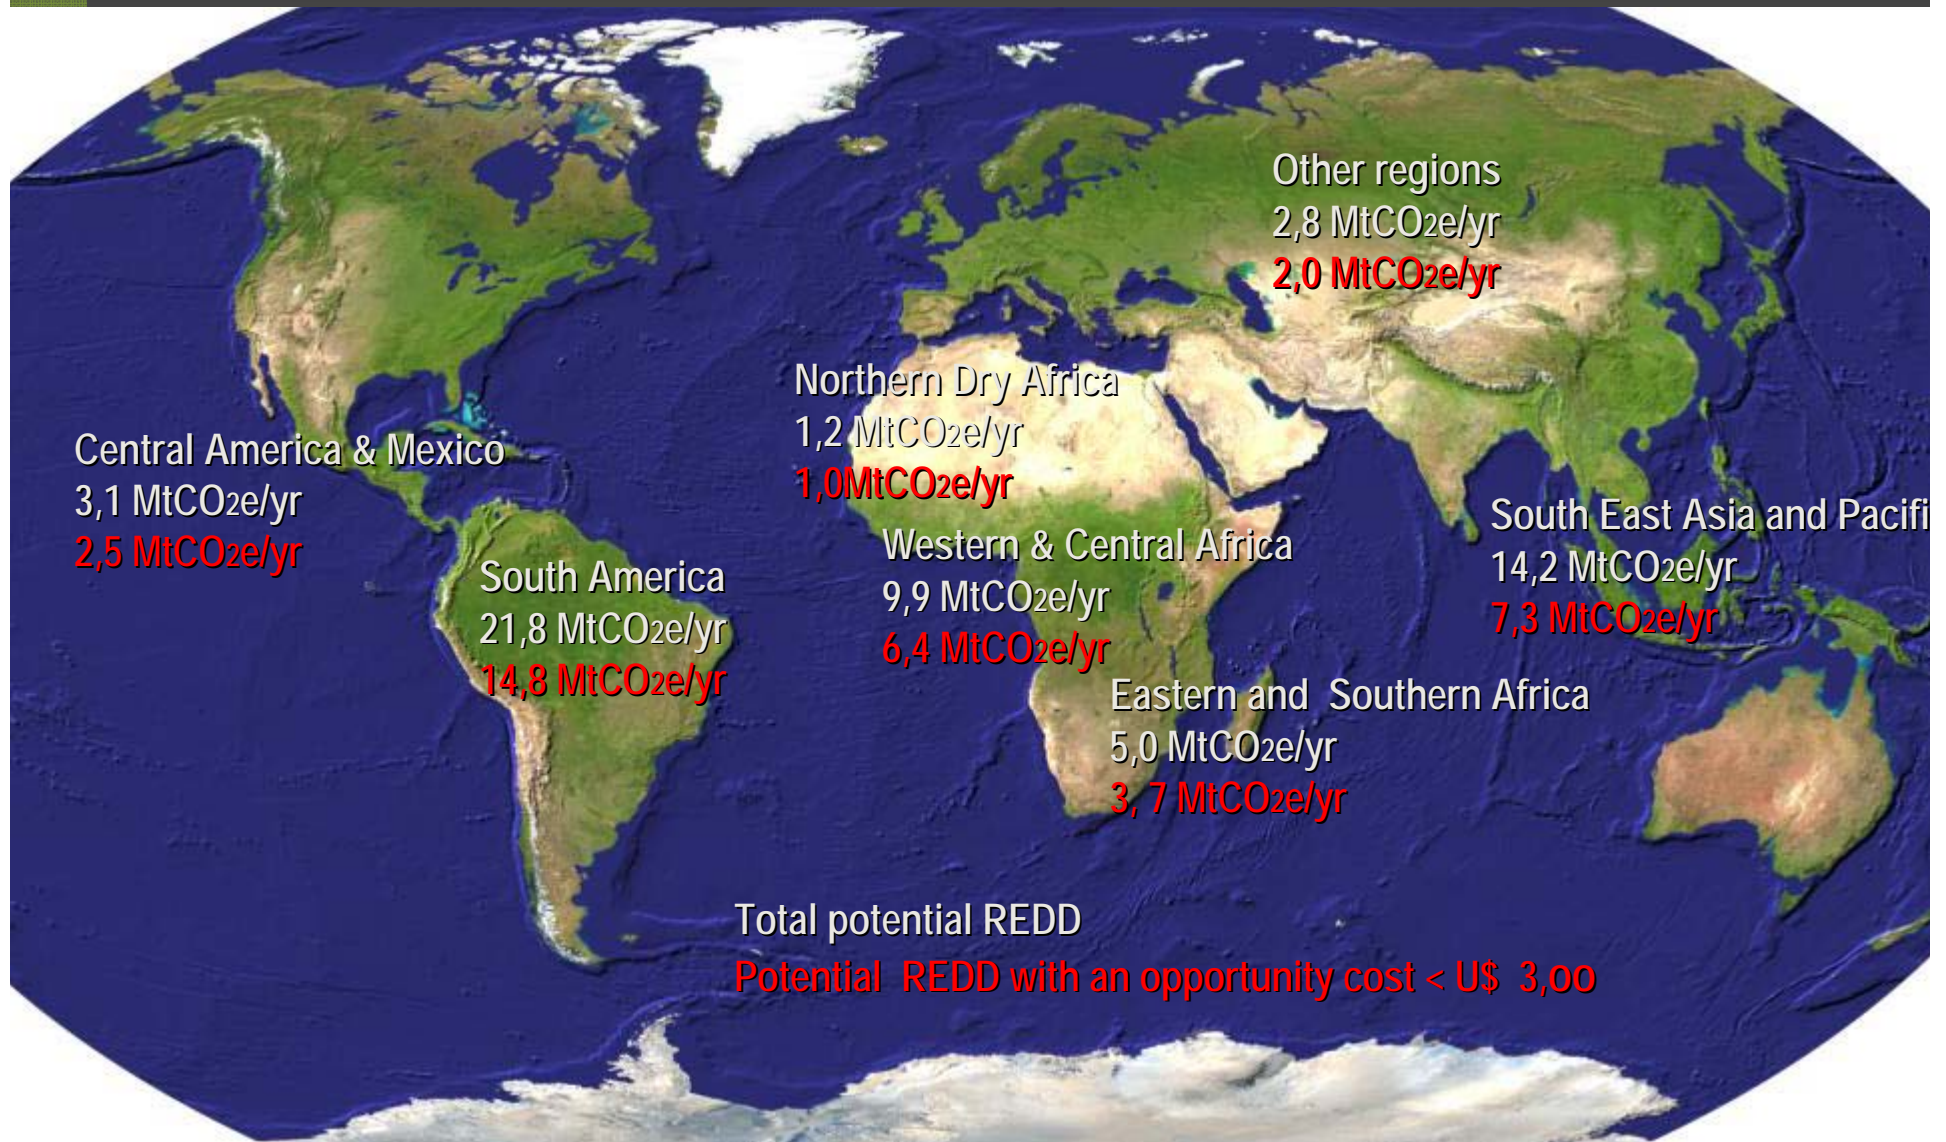 Other regions
2,8 MtCO2e/yr
2,0 MtCO2e/yr
Northern Dry Africa
1,2 MtCO2e/yr
1,0MtCO2e/yr
Central America & Mexico
3,1 MtCO2e/yr
2,5 MtCO2e/yr
South East Asia and Pacifi
14,2 MtCO2e/yr
7,3 MtCO2e/yr
Western & Central Africa
9,9 MtCO2e/yr
6,4 MtCO2e/yr
South America
21,8 MtCO2e/yr
14,8 MtCO2e/yr
Eastern and Southern Africa
5,0 MtCO2e/yr
3, 7 MtCO2e/yr
Total potential REDD
Potential REDD with an opportunity cost < U$ 3,00